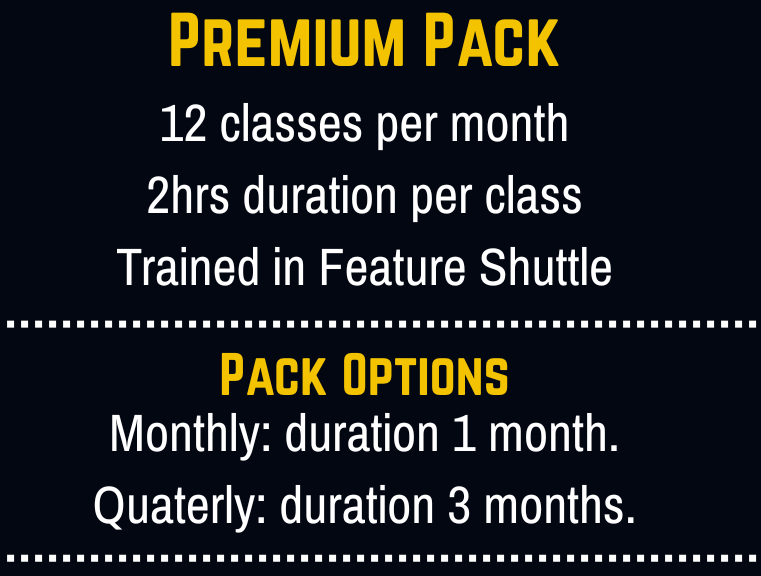 Premium Pack
12 classes per month
2hrs duration per class
Trained in Feature Shuttle
Pack Options
Monthly: duration 1 month.
Quaterly: duration 3 months.